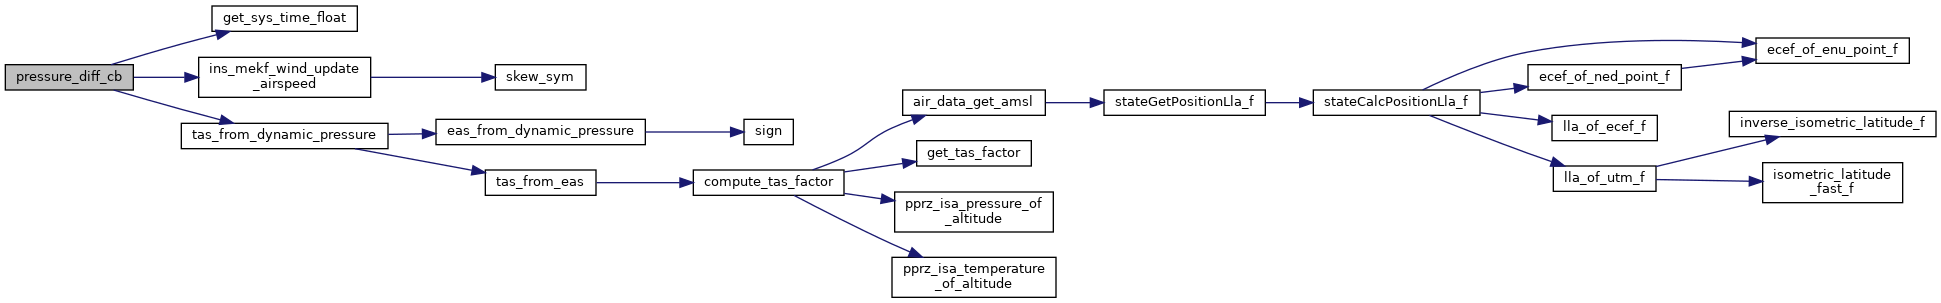 pressure_diff_cb
get_sys_time_float
ins_mekf_wind_update
_airspeed
skew_sym
tas_from_dynamic_pressure
eas_from_dynamic_pressure
sign
tas_from_eas
compute_tas_factor
air_data_get_amsl
stateGetPositionLla_f
stateCalcPositionLla_f
ecef_of_enu_point_f
ecef_of_ned_point_f
lla_of_ecef_f
lla_of_utm_f
inverse_isometric_latitude_f
isometric_latitude
_fast_f
get_tas_factor
pprz_isa_pressure_of
_altitude
pprz_isa_temperature
_of_altitude